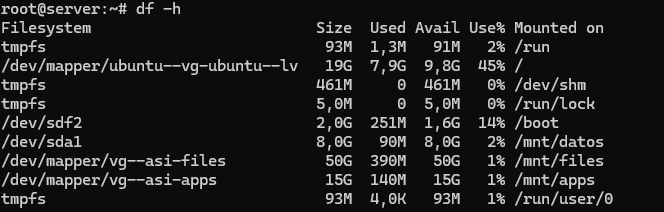 root@server:~# df -h
Filesystem                         Size  Used Avail Use% Mounted on
tmpfs                               93M  1,3M   91M   2% /run
/dev/mapper/ubuntu--vg-ubuntu--lv   19G  7,9G  9,8G  45% /
tmpfs                              461M     0  461M   0% /dev/shm
tmpfs                              5,0M     0  5,0M   0% /run/lock
/dev/sdf2                          2,0G  251M  1,6G  14% /boot
/dev/sda1                          8,0G   90M  8,0G   2% /mnt/datos
/dev/mapper/vg--asi-files           50G  390M   50G   1% /mnt/files
/dev/mapper/vg--asi-apps            15G  140M   15G   1% /mnt/apps
tmpfs                               93M  4,0K   93M   1% /run/user/0